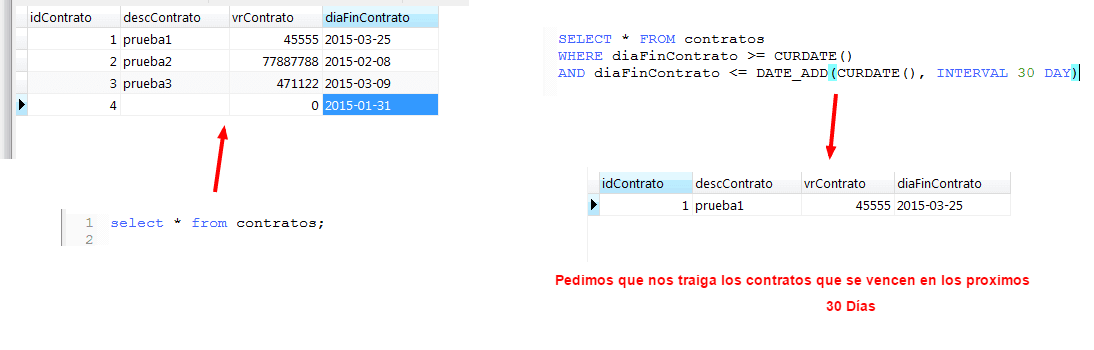 idContrato descContrato vrContrato diaFinContrato
1 prueba1 45555 2015-03-25
2 prueba2 77887788 2015-02-08
3 prueba3 471122 2015-03-09
4 0 2015-01-31
1 select * from contratos;
2
SELECT * FROM contratos
WHERE diaFinContrato >= CURDATE()
AND diaFinContrato <= DATE_ADD(CURDATE(), INTERVAL 30 DAY)
idContrato descContrato vrContrato diaFinContrato
1 prueba1 45555 2015-03-25
Pedimos que nos traiga los contratos que se vencen en los proximos
30 Días